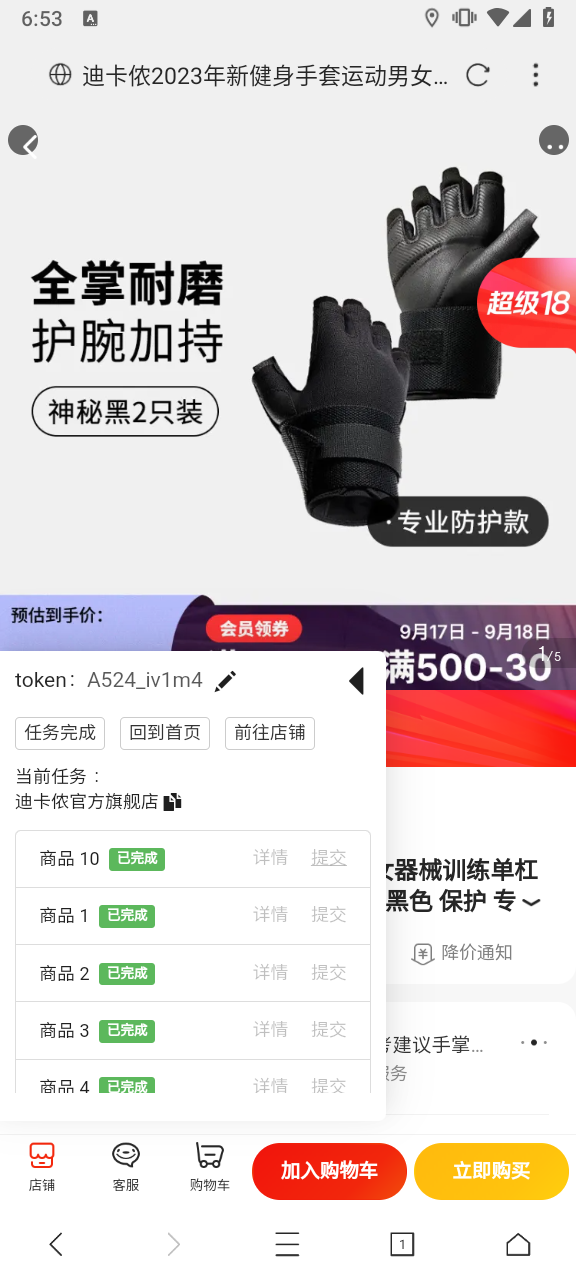 6:53
A
迪卡侬2023年新健身手套运动男女...
全掌耐磨
护腕加持
神秘黑2只装
超级18
·专业防护款
预估到手价:
会员领券
9月17日 - 9月18日
满500-30
1/5
token: A524_iv1m4
任务完成 回到首页 前往店铺
当前任务：
迪卡侬官方旗舰店
商品 10 已完成 详情 提交
商品 1 已完成 详情 提交
商品 2 已完成 详情 提交
商品 3 已完成 详情 提交
商品 4 已完成 详情 提交
女器械训练单杠
黑色 保护 专
降价通知
考建议手掌...
服务
店铺
客服
购物车
加入购物车
立即购买
1